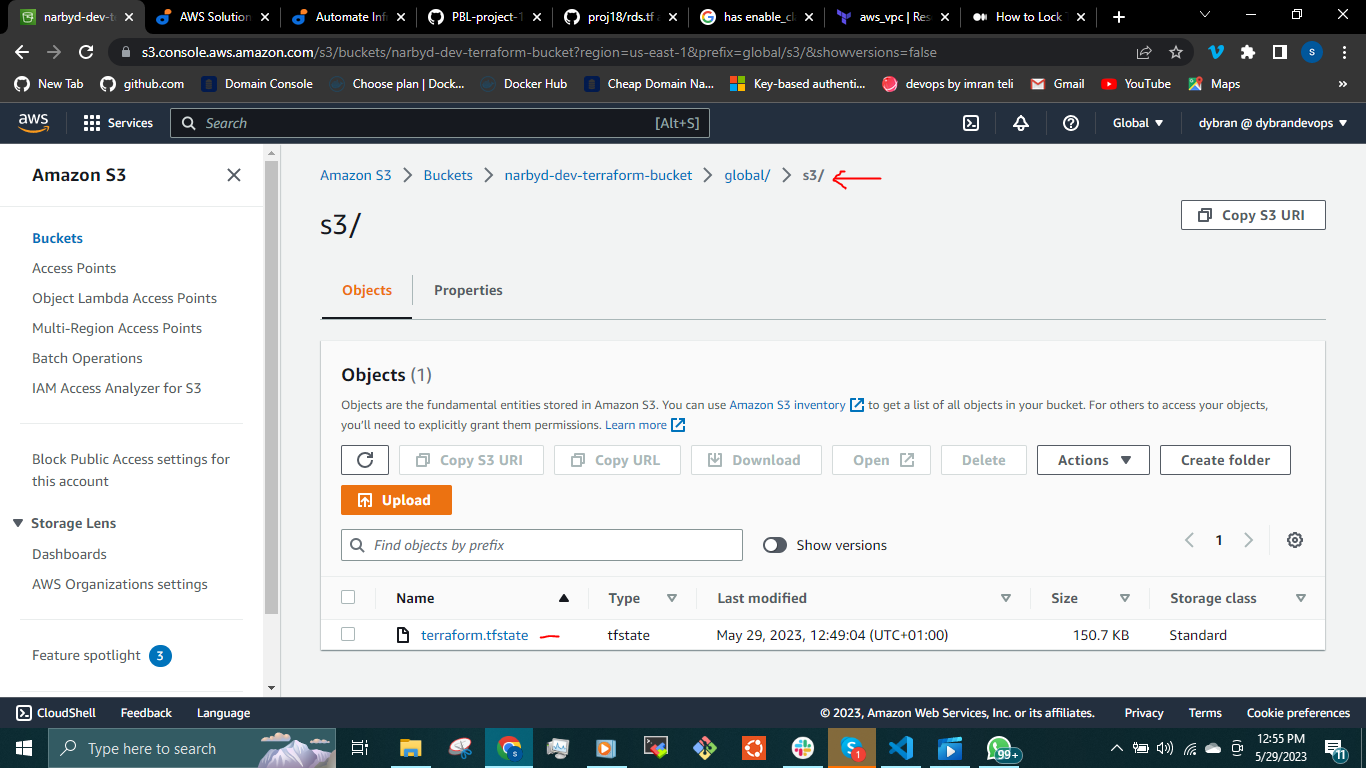 narbyd-dev-te
AWS Solution
Automate Infr
PBL-project-1
proj18/rds.tf a
has enable_cla
aws_vpc | Res
How to Lock T
s3.console.aws.amazon.com/s3/buckets/narbyd-dev-terraform-bucket?region=us-east-1&prefix=global/s3/&showversions=false
S
New Tab
github.com
Domain Console
Choose plan | Dock...
Docker Hub
Cheap Domain Na...
Key-based authenti...
devops by imran teli
Gmail
YouTube
Maps
»
aws
Services
Search
[Alt+S]
Global
dybran @ dybrandevops
Amazon S3
Buckets
Access Points
Object Lambda Access Points
Multi-Region Access Points
Batch Operations
IAM Access Analyzer for S3
Block Public Access settings for
this account
Storage Lens
Dashboards
AWS Organizations settings
Feature spotlight 3
Amazon S3 > Buckets > narbyd-dev-terraform-bucket > global/ > s3/
s3/
Copy S3 URI
Objects
Properties
Objects (1)
Objects are the fundamental entities stored in Amazon S3. You can use Amazon S3 inventory to get a list of all objects in your bucket. For others to access your objects,
you'll need to explicitly grant them permissions. Learn more
Copy S3 URI
Copy URL
Download
Open
Delete
Actions
Create folder
Upload
Find objects by prefix
Show versions
1
Name
Type
Last modified
Size
Storage class
terraform.tfstate
tfstate
May 29, 2023, 12:49:04 (UTC+01:00)
150.7 KB
Standard
CloudShell
Feedback
Language
© 2023, Amazon Web Services, Inc. or its affiliates.
Privacy
Terms
Cookie preferences
Type here to search
1
99+
12:55 PM
5/29/2023
11